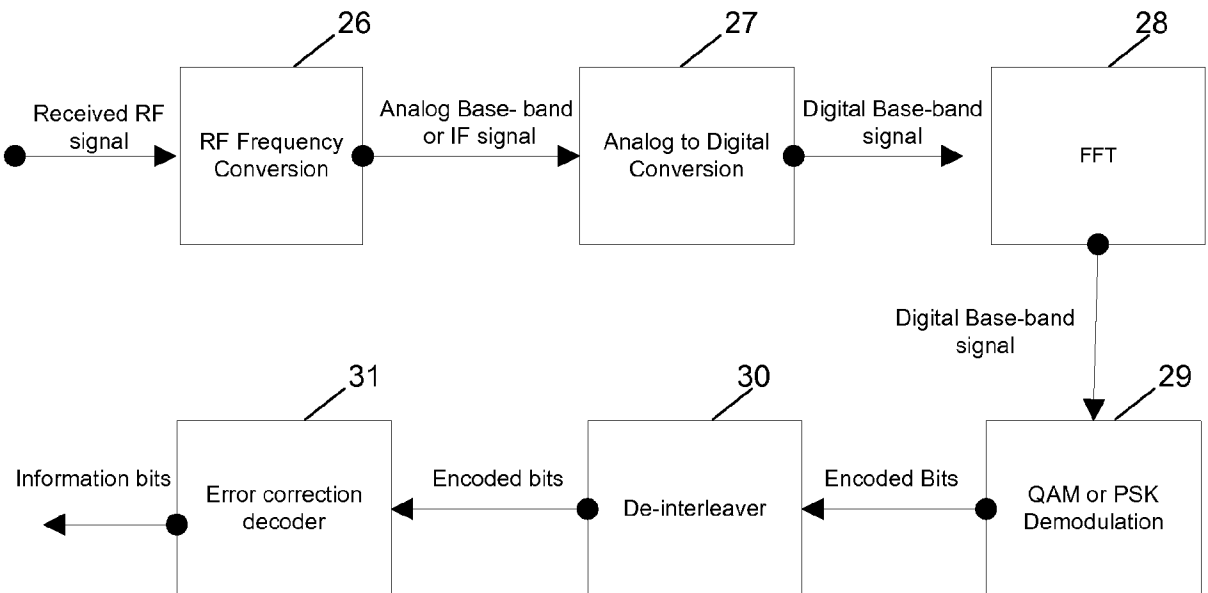 26
27
28
Received RF
signal
RF Frequency
Conversion
Analog Base- band
or IF signal
Analog to Digital
Conversion
Digital Base-band
signal
FFT
Digital Base-band
signal
31
30
29
Information bits
Error correction
decoder
Encoded bits
De-interleaver
Encoded Bits
QAM or PSK
Demodulation